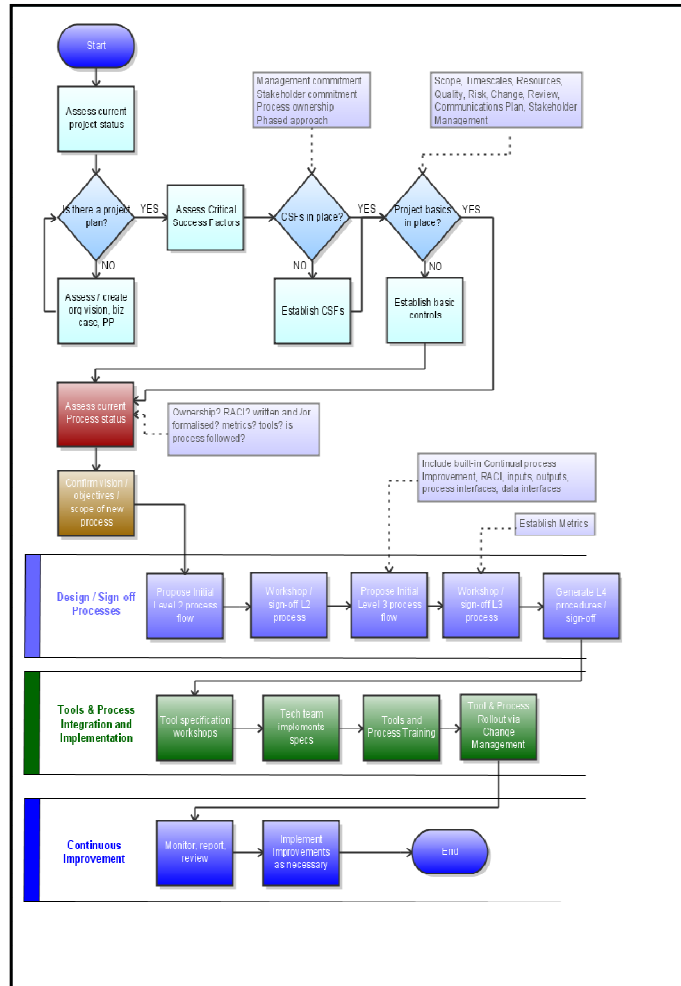 Start
Assess current
project status
Management commitment
Stakeholder commitment
Process ownership
Phased approach
Scope, Timescales, Resources,
Quality, Risk, Change, Review,
Communications Plan, Stakeholder
Management
Is there a project
plan?
YES
Assess Critical
Success Factors
CSFs in place?
YES
Project basics
in place?
YES
NO
NO
NO
Assess / create
org vision, biz
case, PP
Establish CSFs
Establish basic
controls
Assess current
Process status
Ownership? RACI? written and /or
formalised? metrics? tools? is
process followed?
Confirm vision /
objectives /
scope of new
process
Include built-in Continual process
Improvement, RACI, inputs, outputs,
process interfaces, data interfaces
Establish Metrics
Design / Sign-off
Processes
Propose Initial
Level 2 process
flow
Workshop /
sign-off L2
process
Propose Initial
Level 3 process
flow
Workshop /
sign-off L3
process
Generate L4
procedures /
sign-off
Tools & Process
Integration and
Implementation
Tool specification
workshops
Tech team
implements
specs
Tools and
Process Training
Tool & Process
Rollout via
Change
Management
Continuous
Improvement
Monitor, report,
review
Implement
Improvements
as necessary
End